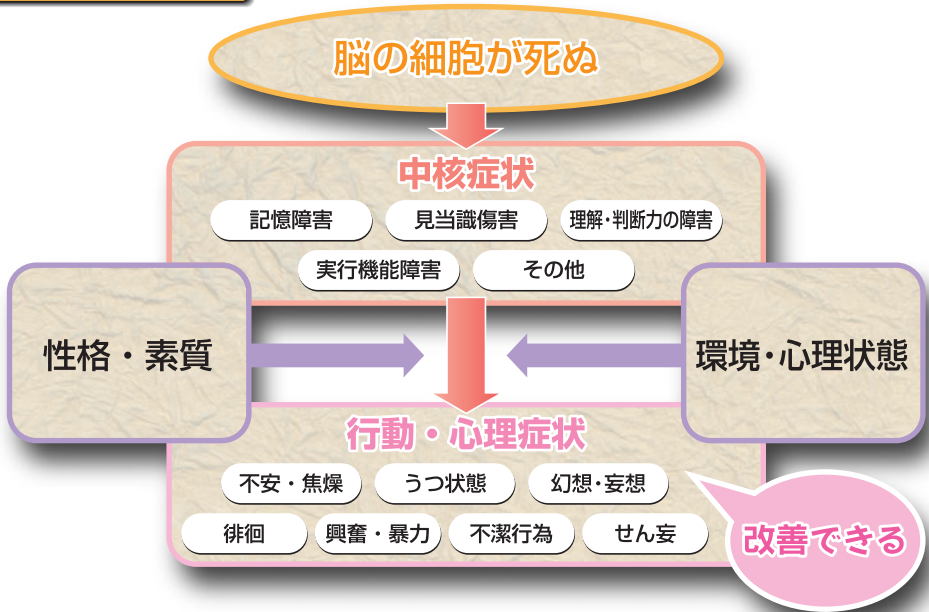 脳の細胞が死ぬ
中核症状
記憶障害
見当識傷害
理解・判断力の障害
実行機能障害
その他
性格・素質
環境・心理状態
行動・心理症状
不安・焦燥
うつ状態
幻想・妄想
徘徊
興奮・暴力
不潔行為
せん妄
改善できる